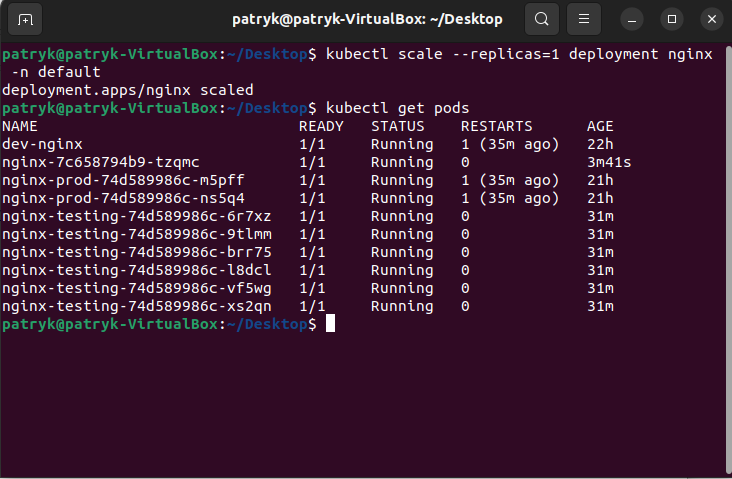 patryk@patryk-VirtualBox: ~/Desktop
patryk@patryk-VirtualBox:~/Desktop$ kubectl scale --replicas=1 deployment nginx
 -n default
deployment.apps/nginx scaled
patryk@patryk-VirtualBox:~/Desktop$ kubectl get pods
NAME                             READY   STATUS    RESTARTS      AGE
dev-nginx                        1/1     Running   1 (35m ago)   22h
nginx-7c658794b9-tzqmc           1/1     Running   0             3m41s
nginx-prod-74d589986c-m5pff      1/1     Running   1 (35m ago)   21h
nginx-prod-74d589986c-ns5q4      1/1     Running   1 (35m ago)   21h
nginx-testing-74d589986c-6r7xz   1/1     Running   0             31m
nginx-testing-74d589986c-9tlmm   1/1     Running   0             31m
nginx-testing-74d589986c-brr75   1/1     Running   0             31m
nginx-testing-74d589986c-l8dcl   1/1     Running   0             31m
nginx-testing-74d589986c-vf5wg   1/1     Running   0             31m
nginx-testing-74d589986c-xs2qn   1/1     Running   0             31m
patryk@patryk-VirtualBox:~/Desktop$